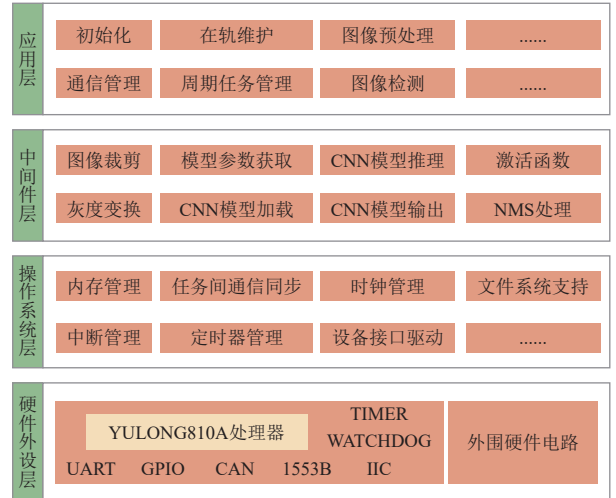 应用层
初始化 在轨维护 图像预处理 ......
通信管理 周期任务管理 图像检测 ......
中间件层
图像裁剪 模型参数获取 CNN模型推理 激活函数
灰度变换 CNN模型加载 CNN模型输出 NMS处理
操作系统层
内存管理 任务间通信同步 时钟管理 文件系统支持
中断管理 定时器管理 设备接口驱动 ......
硬件外设层
YULONG810A处理器
TIMER
WATCHDOG
UART GPIO CAN 1553B IIC
外围硬件电路